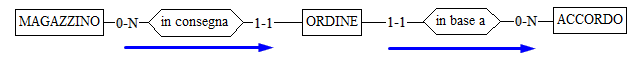 MAGAZZINO 0-N in consegna 1-1 ORDINE 1-1 in base a 0-N ACCORDO